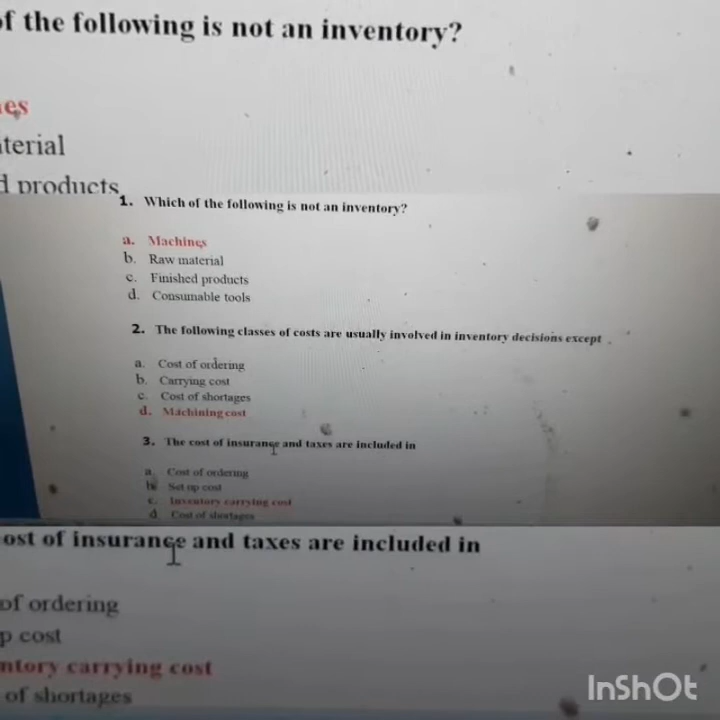 of the following is not an inventory?
es
terial
d products
1. Which of the following is not an inventory?
a. Machines
b. Raw material
c. Finished products
d. Consumable tools
2. The following classes of costs are usually involved in inventory decisions except .
a. Cost of ordering
b. Carrying cost
c. Cost of shortages
d. Machining cost
3. The cost of insurange and taxes are included in
a. Cost of ordering
b. Set up cost
c. Inventory carrying cost
d. Cost of shortages
ost of insurange and taxes are included in
of ordering
p cost
ntory carrying cost
of shortages
InShOt